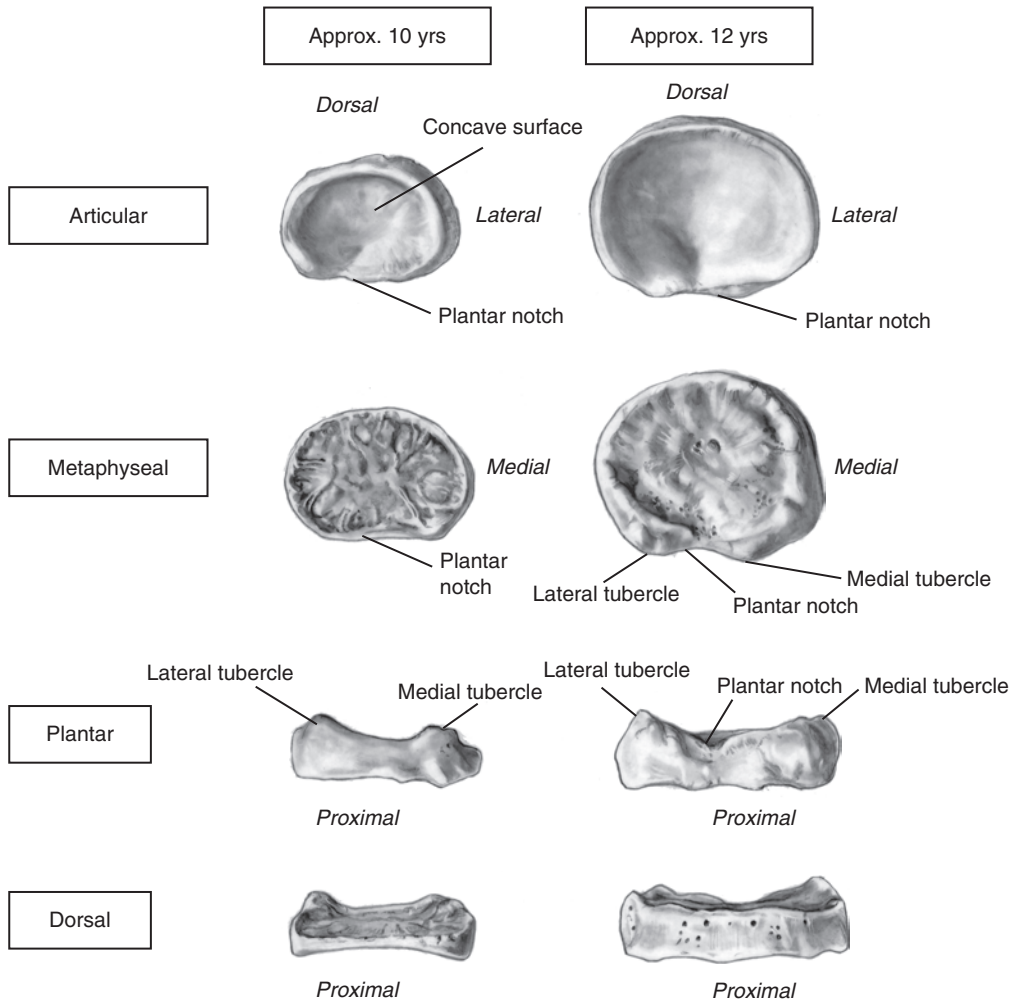 Approx. 10 yrs
Approx. 12 yrs
Dorsal
Dorsal
Concave surface
Articular
Lateral
Lateral
Plantar notch
Plantar notch
Metaphyseal
Medial
Medial
Plantar
notch
Lateral tubercle
Plantar notch
Medial tubercle
Lateral tubercle
Medial tubercle
Lateral tubercle
Plantar notch
Medial tubercle
Plantar
Proximal
Proximal
Dorsal
Proximal
Proximal